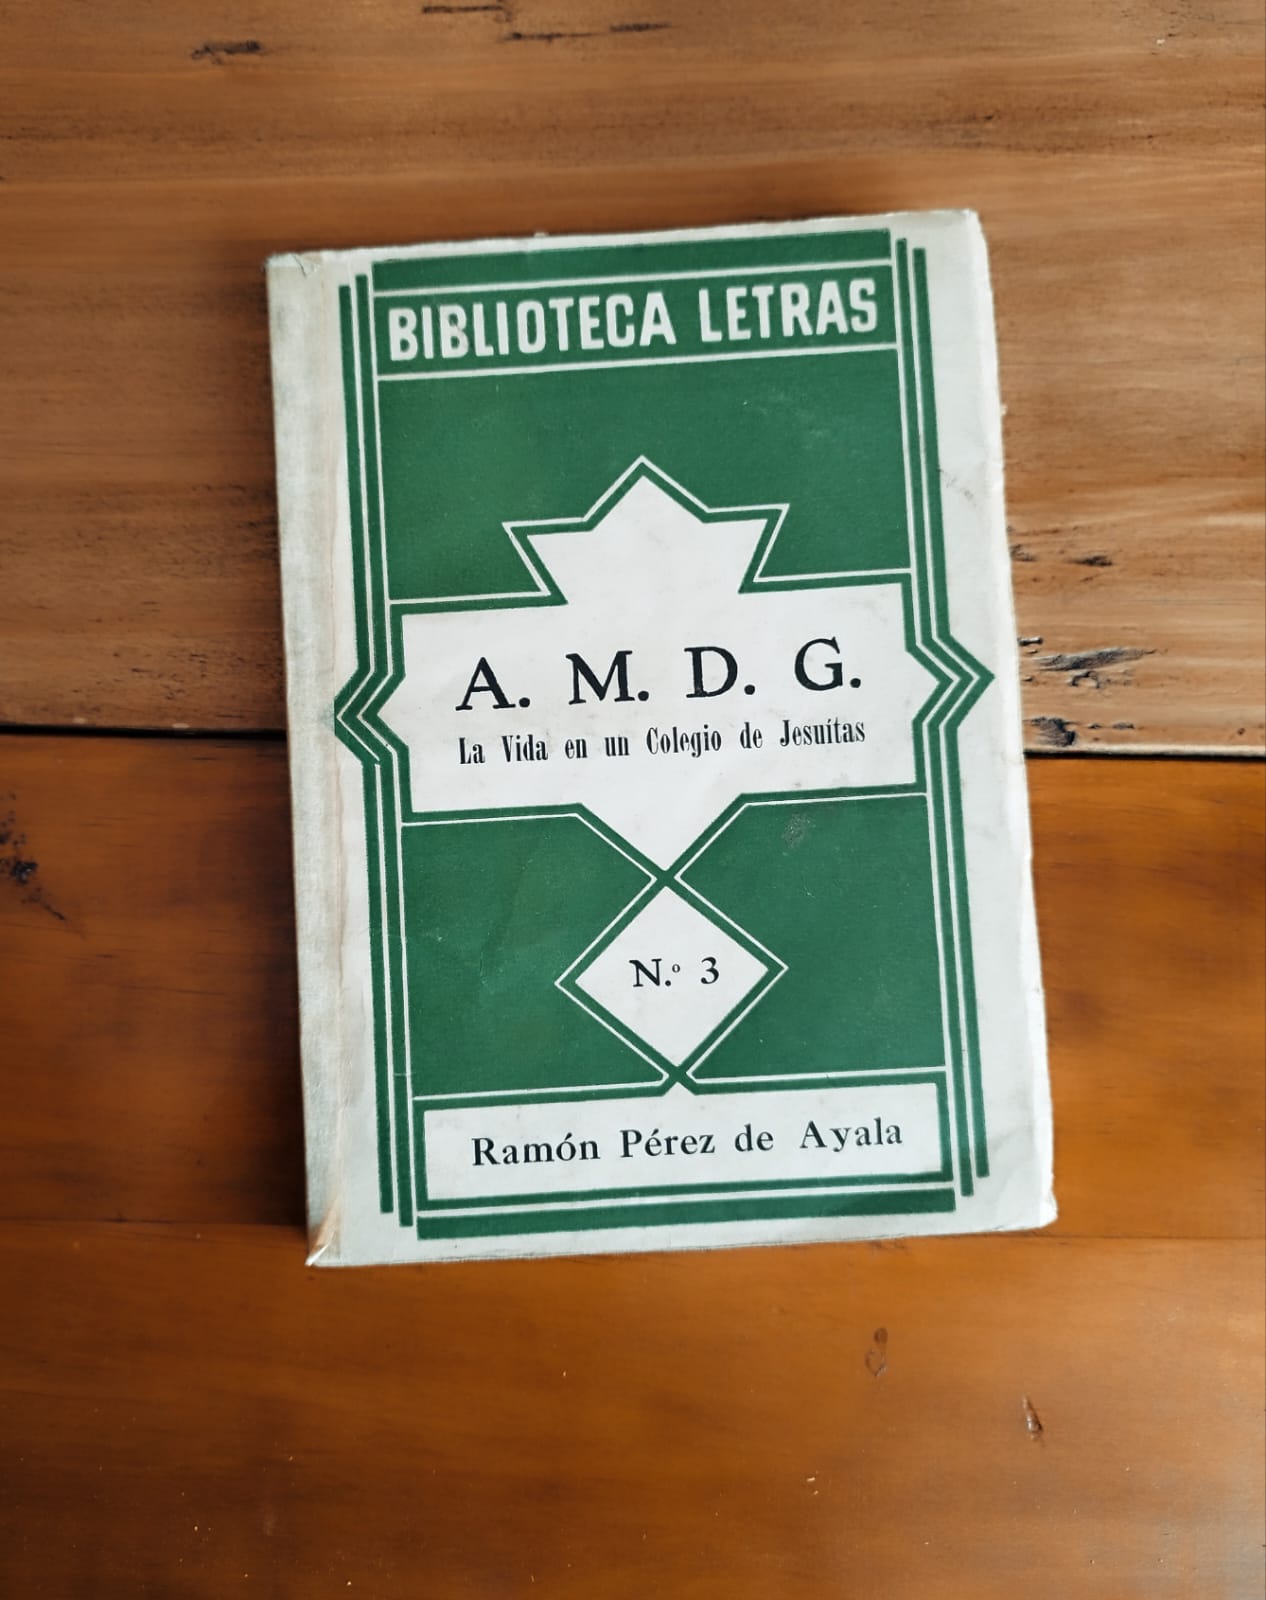 BIBLIOTECA LETRAS
A. M. D. G.
La Vida en un Colegio de Jesuítas
N.º 3
Ramón Pérez de Ayala